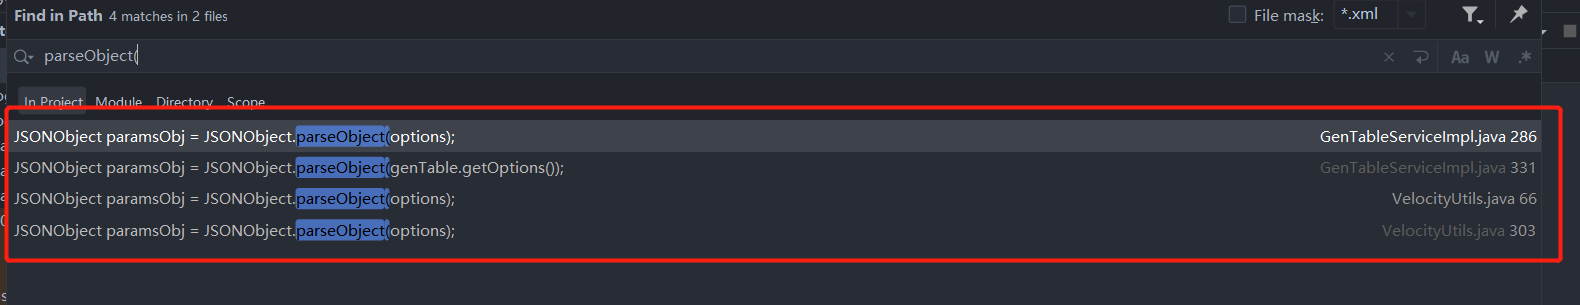 Find in Path 4 matches in 2 files
File mask: *.xml
parseObject(
Aa W .*
In Project Module Directory Scope
JSONObject paramsObj = JSONObject.parseObject(options); GenTableServiceImpl.java 286
JSONObject paramsObj = JSONObject.parseObject(genTable.getOptions()); GenTableServiceImpl.java 331
JSONObject paramsObj = JSONObject.parseObject(options); VelocityUtils.java 66
JSONObject paramsObj = JSONObject.parseObject(options); VelocityUtils.java 303